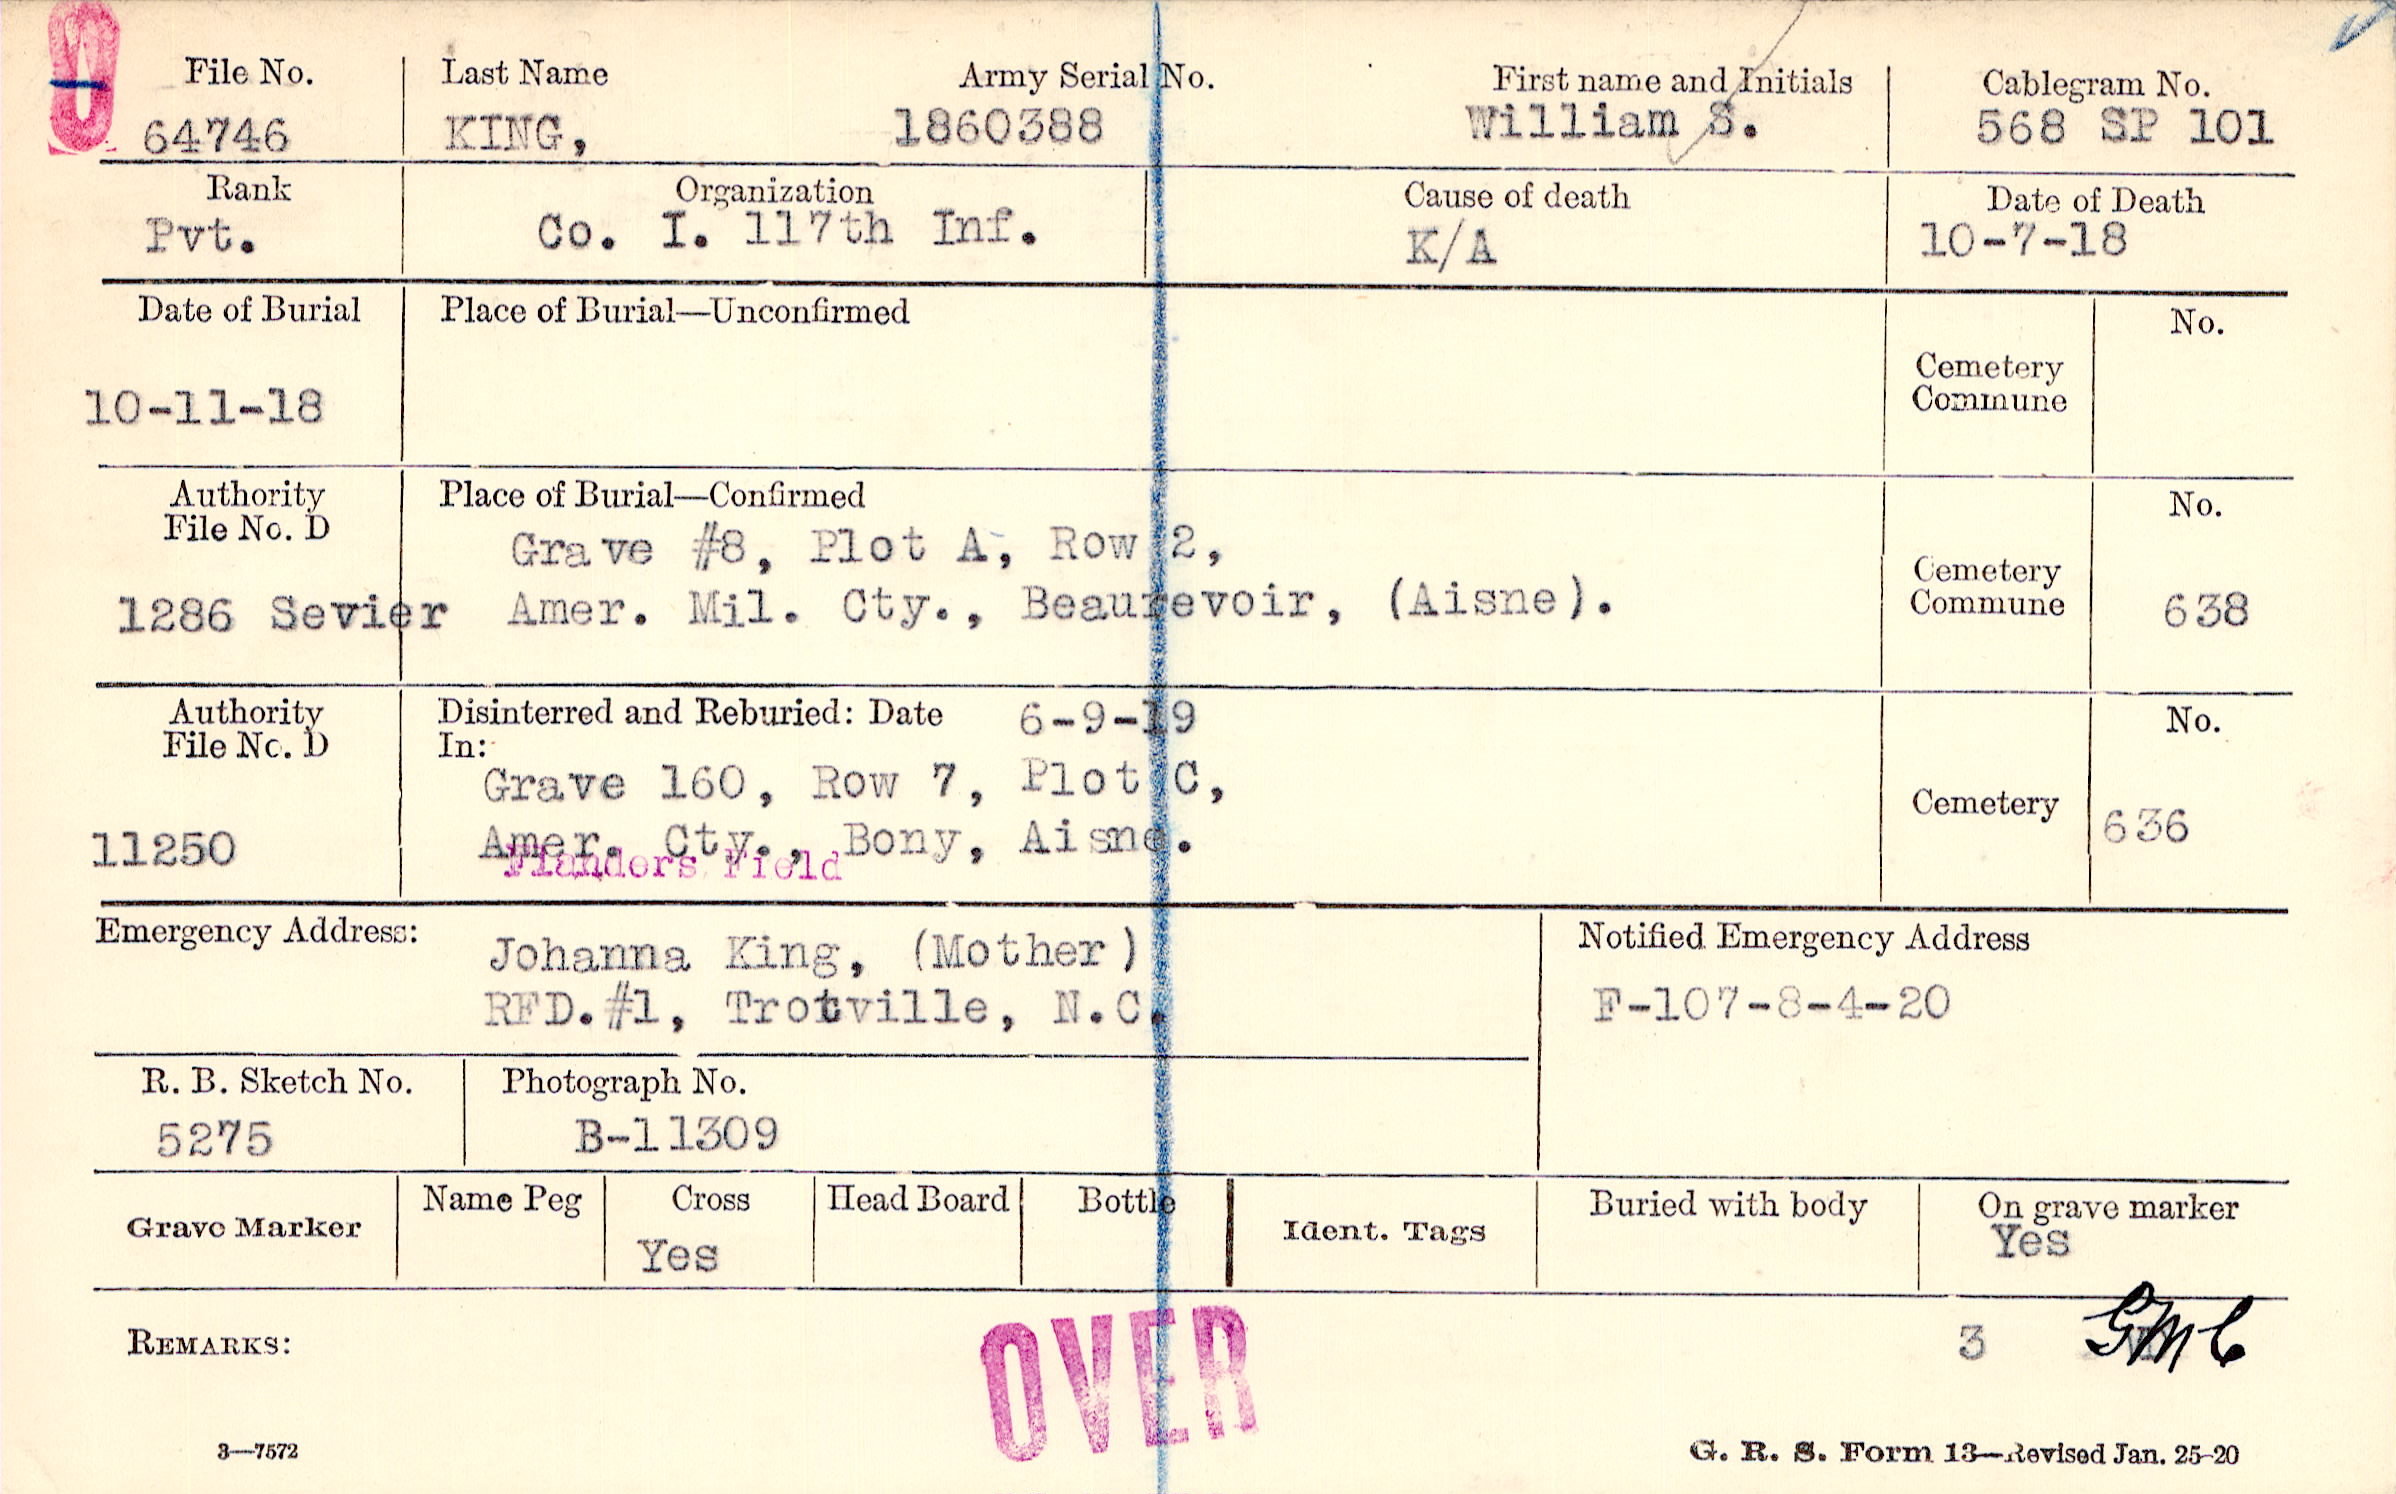 File No. Last Name Army Serial No. First name and Initials Cablegram No.
64746 KING, 1860388 William S. 568 SP 101
Rank Organization Cause of death Date of Death
Pvt. Co. I. 117th Inf. K/A 10-7-18
Date of Burial Place of Burial—Unconfirmed No.
Cemetery
Commune
10-11-18
Authority Place of Burial—Confirmed No.
File No. D
Grave #8, Plot A, Row 2,
Cemetery
1286 Sevier Amer. Mil. Cty., Beaurevoir, (Aisne). Commune 638
Authority Disinterred and Reburied: Date 6-9-19 No.
File No. D In:
Grave 160, Row 7, Plot C,
Cemetery
11250 Amer. Cty., Bony, Aisne. 636
Flanders Field
Emergency Address: Johanna King, (Mother) Notified Emergency Address
RFD.#1, Trotville, N.C. F-107-8-4-20
R. B. Sketch No. Photograph No.
5275 B-11309
Grave Marker Name Peg Cross Head Board Bottle Ident. Tags Buried with body On grave marker
Yes Yes
REMARKS: 3 GMC
OVER
3—7572 G. R. S. Form 13—Revised Jan. 25-20